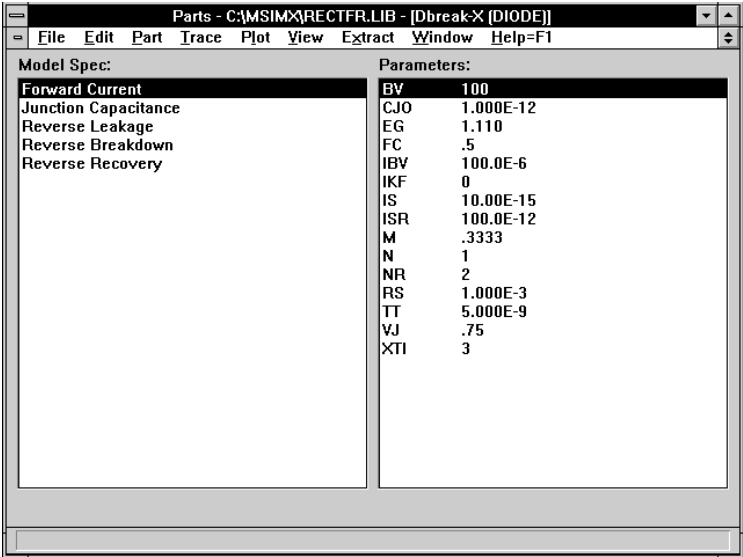 Parts - C:\MSIMX\RECTFR.LIB - [Dbreak-X (DIODE)]
File Edit Part Trace Plot View Extract Window Help=F1
Model Spec:
Forward Current
Junction Capacitance
Reverse Leakage
Reverse Breakdown
Reverse Recovery
Parameters:
BV 100
CJO 1.000E-12
EG 1.110
FC .5
IBV 100.0E-6
IKF 0
IS 10.00E-15
ISR 100.0E-12
M .3333
N 1
NR 2
RS 1.000E-3
TT 5.000E-9
VJ .75
XTI 3